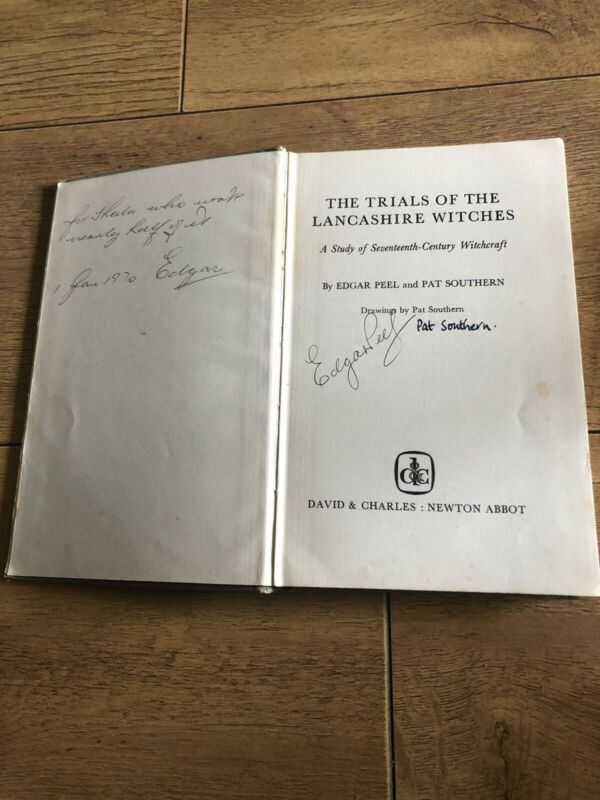 for Sheila who wrote
nearly half of it
1 Jan 1970. Edgar
THE TRIALS OF THE
LANCASHIRE WITCHES
A Study of Seventeenth-Century Witchcraft
By EDGAR PEEL and PAT SOUTHERN
Drawings by Pat Southern
Edgar Peel
Pat Southern.
DAVID & CHARLES : NEWTON ABBOT